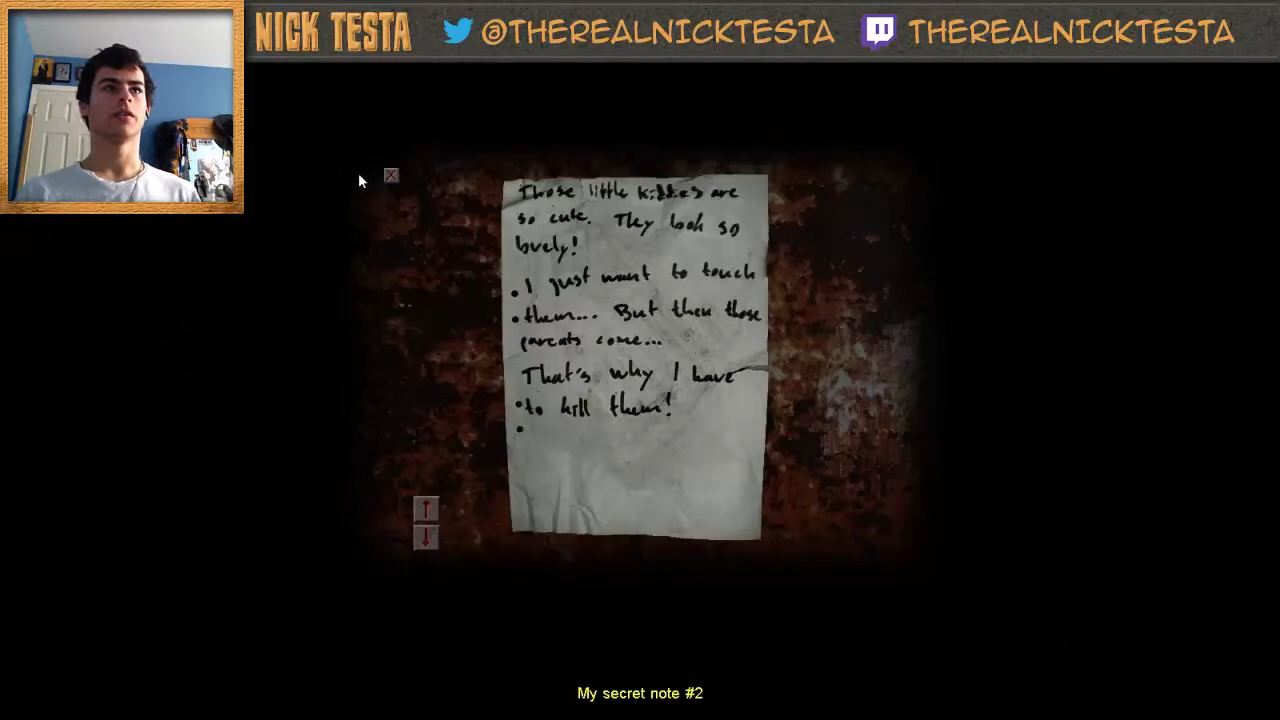 NICK TESTA @THEREALNICKTESTA THEREALNICKTESTA
Those little kiddies are
so cute. They look so
lovely!
I just want to touch
them... But then those
parents come...
That's why I have
to kill them!
My secret note #2